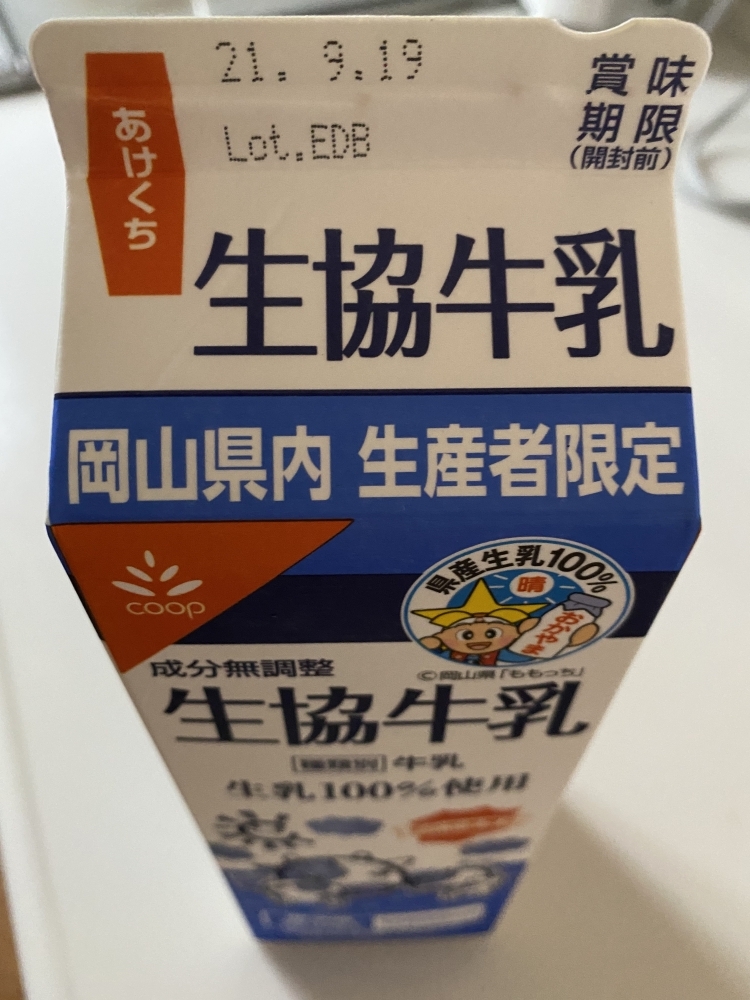 21. 9.19
賞味
期限
(開封前)
Lot.EDB
あけくち
生協牛乳
岡山県内 生産者限定
coop
県産生乳100%
晴
おかやま
©岡山県「ももっち」
成分無調整
生協牛乳
[種類別] 牛乳
生乳100%使用